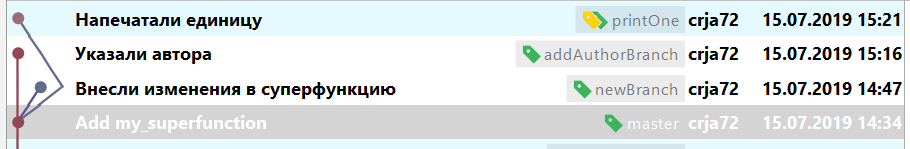 Напечатали единицу printOne crja72 15.07.2019 15:21
Указали автора addAuthorBranch crja72 15.07.2019 15:16
Внесли изменения в суперфункцию newBranch crja72 15.07.2019 14:47
Add my_superfunction master crja72 15.07.2019 14:34